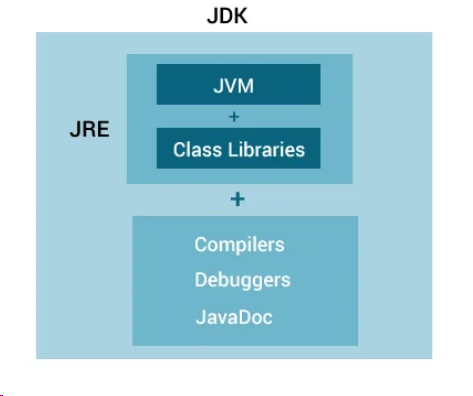 JDK
JVM
+
JRE
Class Libraries
+
Compilers
Debuggers
JavaDoc